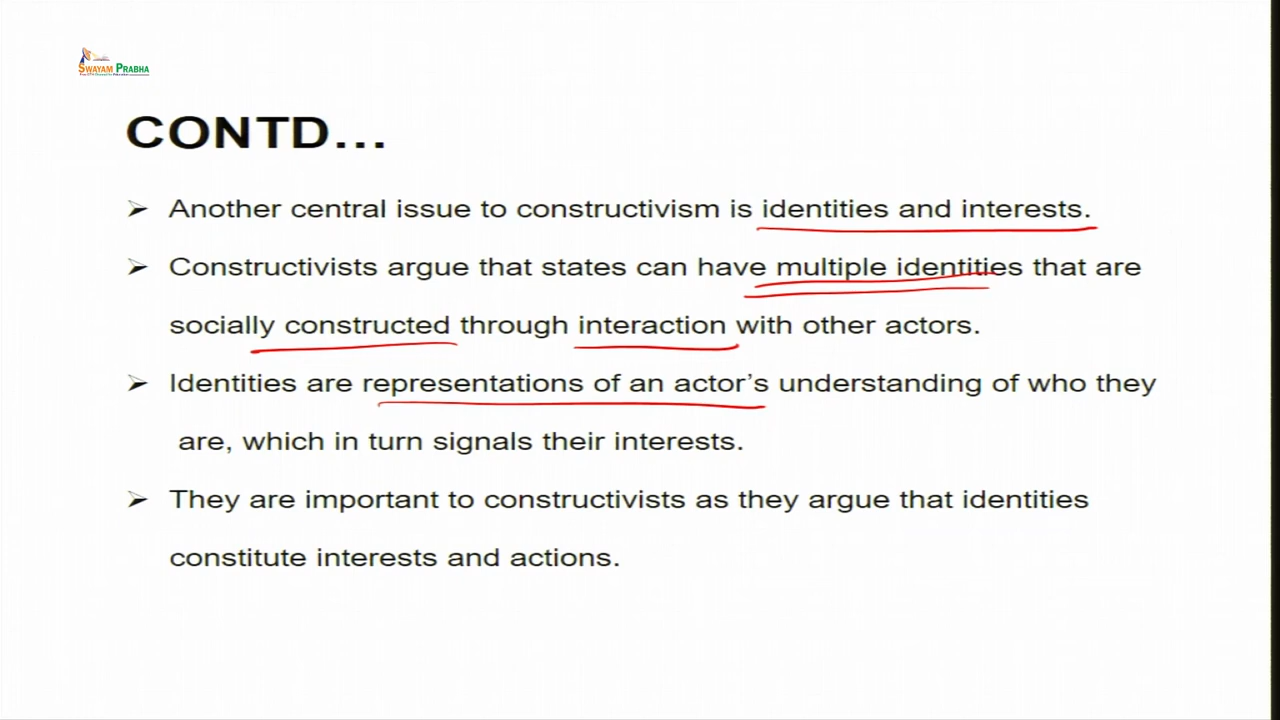 SWAYAM PRABHA
CONTD...
➢ Another central issue to constructivism is identities and interests.
➢ Constructivists argue that states can have multiple identities that are
socially constructed through interaction with other actors.
➢ Identities are representations of an actor’s understanding of who they
are, which in turn signals their interests.
➢ They are important to constructivists as they argue that identities
constitute interests and actions.